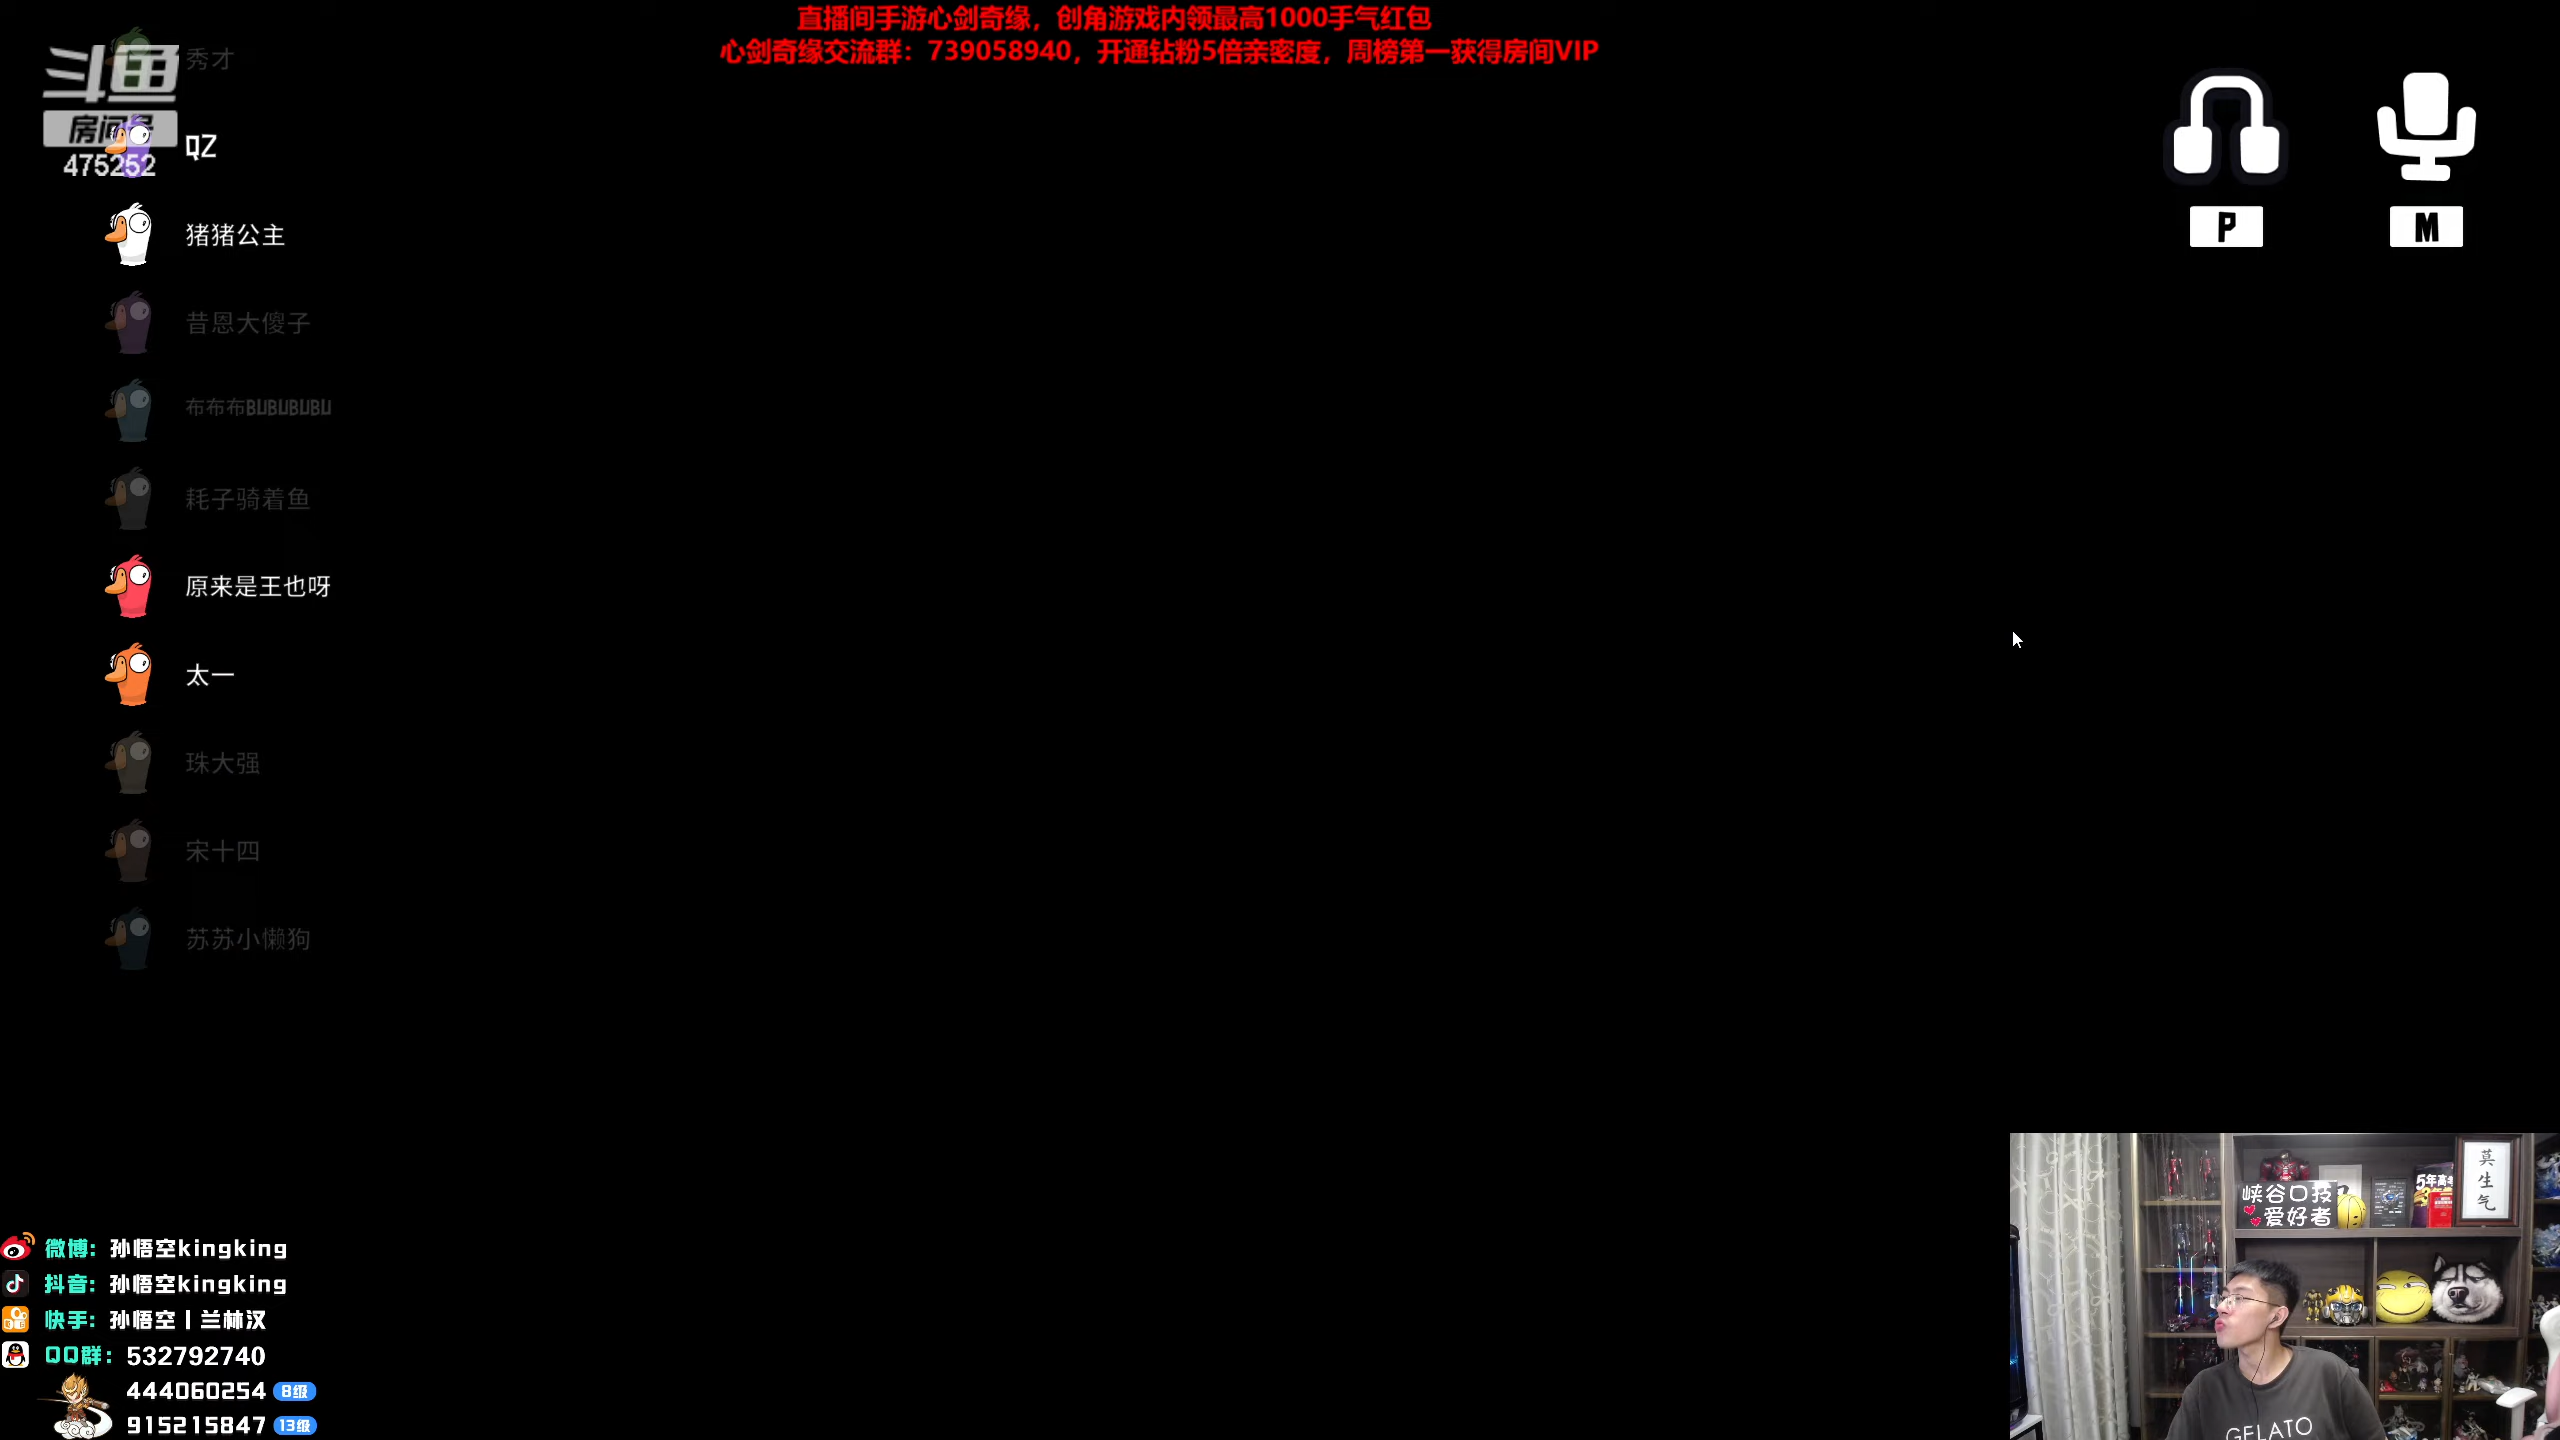 直播间手游心剑奇缘，创角游戏内领最高1000手气红包
心剑奇缘交流群：739058940，开通钻粉5倍亲密度，周榜第一获得房间VIP
斗鱼
秀才
房间号
475252
QZ
P
M
猪猪公主
昔恩大傻子
布布布BUBUBUBU
耗子骑着鱼
原来是王也呀
太一
珠大强
宋十四
苏苏小懒狗
微博：孙悟空kingking
抖音：孙悟空kingking
快手：孙悟空丨兰林汉
QQ群：532792740
444060254 8级
915215847 13级
峡谷口技
爱好者
5年高考
莫生气
GELATO